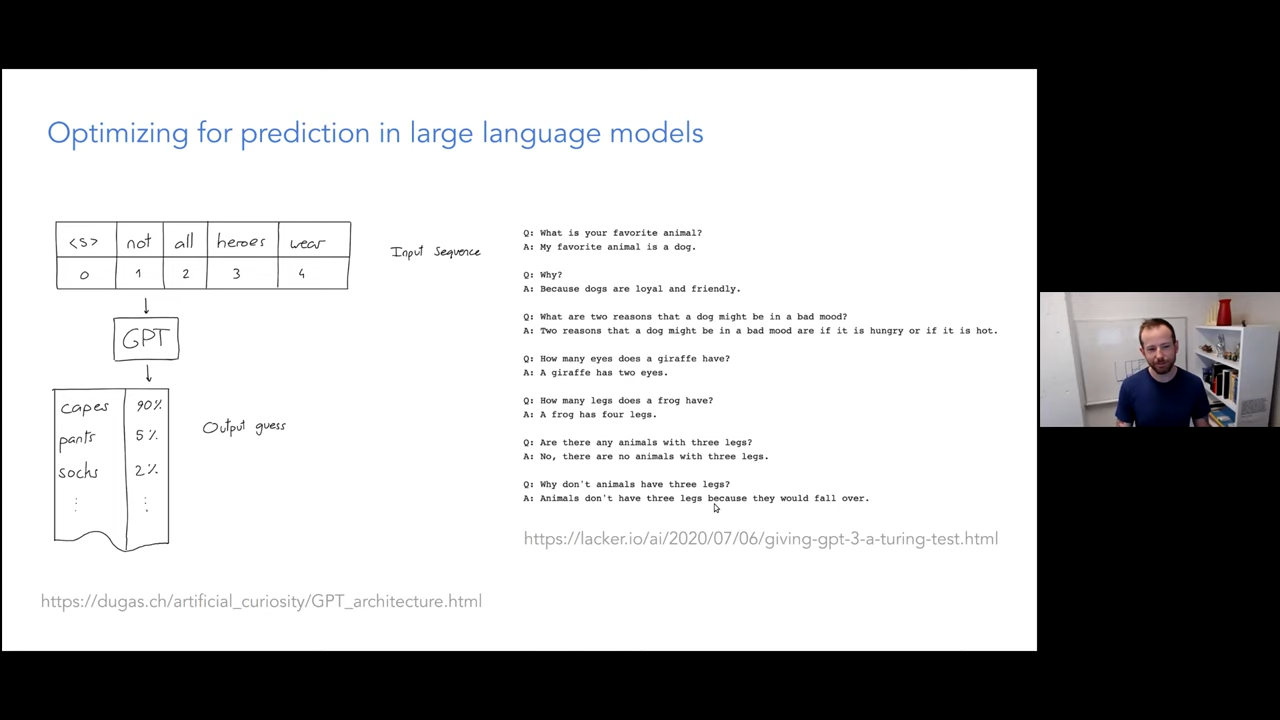 Optimizing for prediction in large language models
<s> not all heroes wear
0 1 2 3 4
Input sequence
GPT
capes 90%
pants 5%
socks 2%
Output guess
Q: What is your favorite animal?
A: My favorite animal is a dog.
Q: Why?
A: Because dogs are loyal and friendly.
Q: What are two reasons that a dog might be in a bad mood?
A: Two reasons that a dog might be in a bad mood are if it is hungry or if it is hot.
Q: How many eyes does a giraffe have?
A: A giraffe has two eyes.
Q: How many legs does a frog have?
A: A frog has four legs.
Q: Are there any animals with three legs?
A: No, there are no animals with three legs.
Q: Why don't animals have three legs?
A: Animals don't have three legs because they would fall over.
https://lacker.io/ai/2020/07/06/giving-gpt-3-a-turing-test.html
https://dugas.ch/artificial_curiosity/GPT_architecture.html